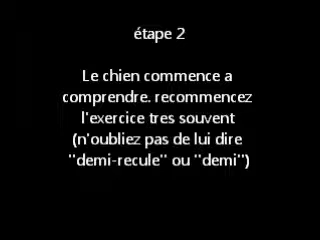 étape 2
Le chien commence a
comprendre. recommencez
l'exercice tres souvent
(n'oubliez pas de lui dire
"demi-recule" ou "demi")